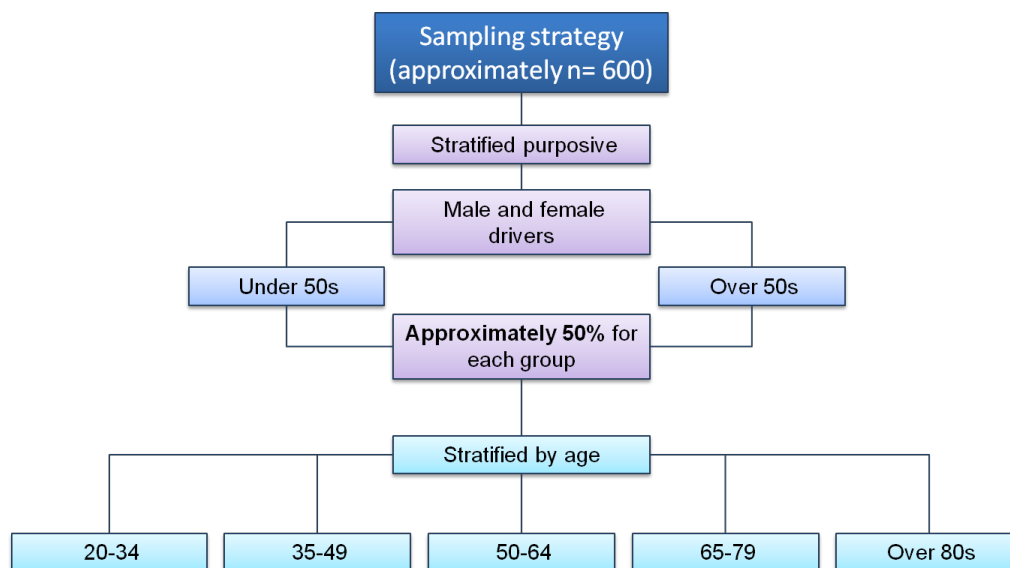 Sampling strategy
(approximately n= 600)
Stratified purposive
Male and female
drivers
Under 50s
Over 50s
Approximately 50% for
each group
Stratified by age
20-34
35-49
50-64
65-79
Over 80s